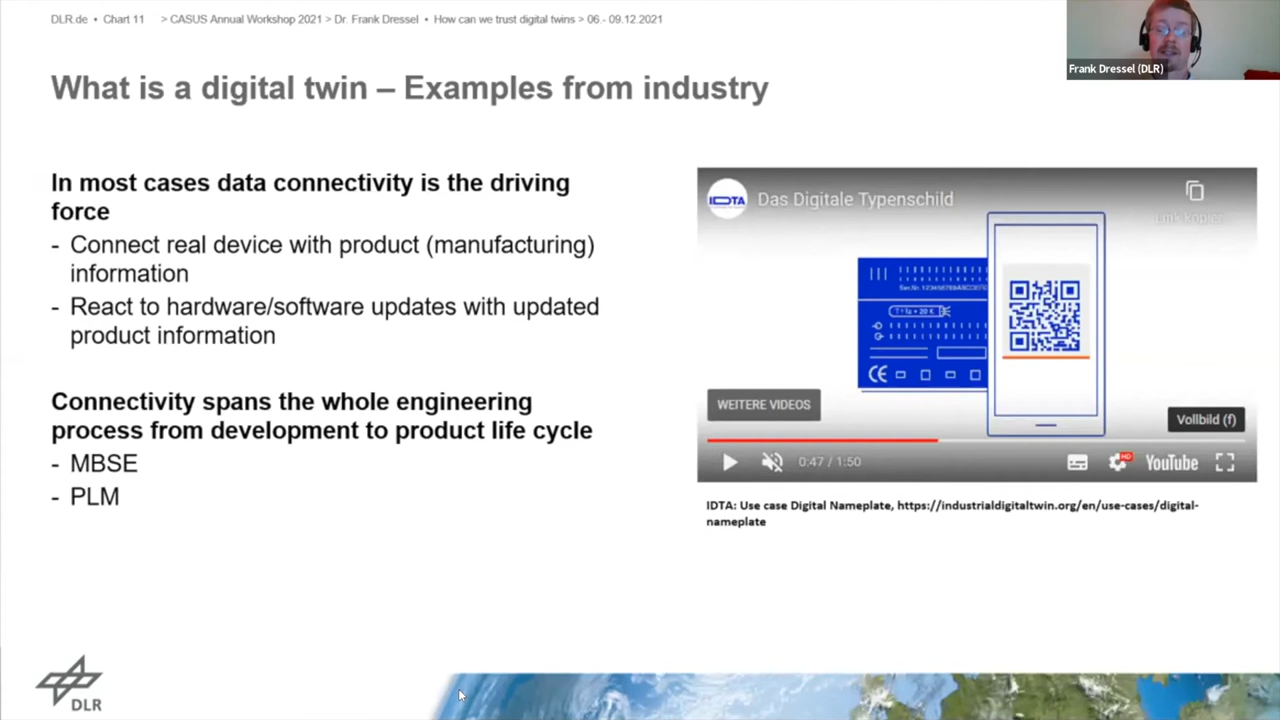 DLR.de • Chart 11 > CASUS Annual Workshop 2021 > Dr. Frank Dressel • How can we trust digital twins > 06.- 09.12.2021
Frank Dressel (DLR)
What is a digital twin – Examples from industry
In most cases data connectivity is the driving
force
- Connect real device with product (manufacturing)
information
- React to hardware/software updates with updated
product information
Connectivity spans the whole engineering
process from development to product life cycle
- MBSE
- PLM
IDTA
Das Digitale Typenschild
Link kopier...
CE
WEITERE VIDEOS
Vollbild (f)
0:47 / 1:50
HD
YouTube
IDTA: Use case Digital Nameplate, https://industrialdigitaltwin.org/en/use-cases/digital-
nameplate
DLR